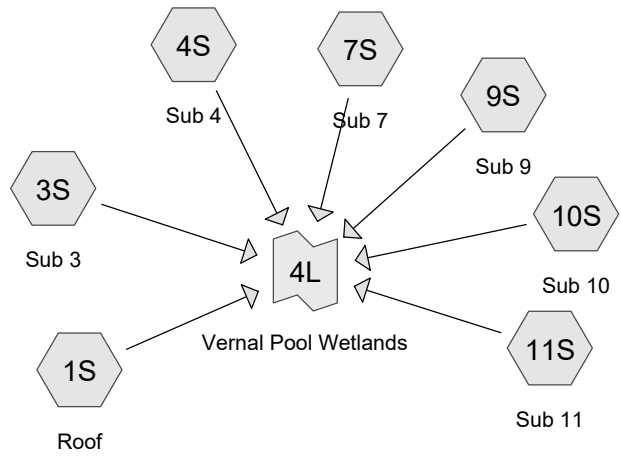 4S
Sub 4
7S
Sub 7
9S
Sub 9
3S
Sub 3
10S
Sub 10
4L
Vernal Pool Wetlands
1S
Roof
11S
Sub 11